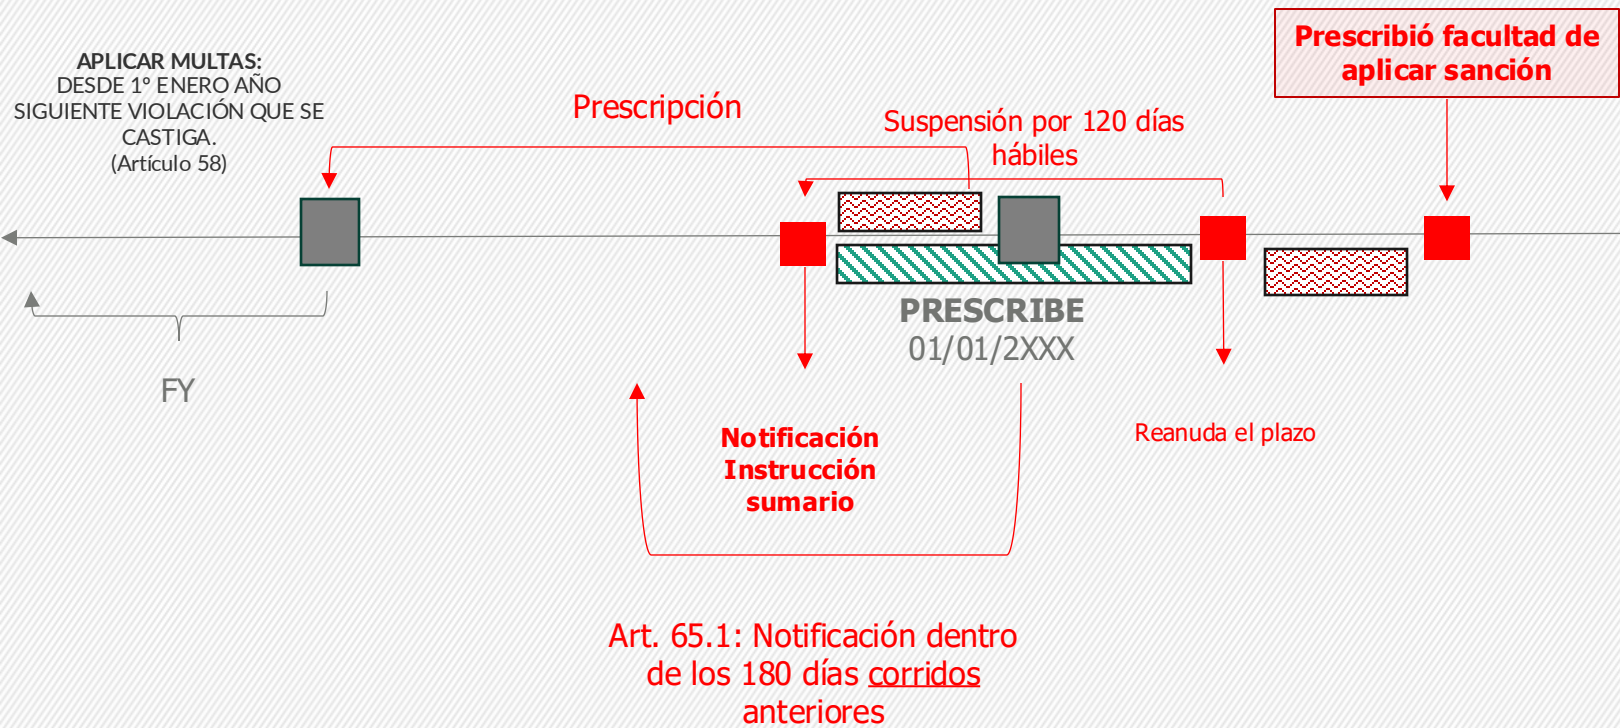 APLICAR MULTAS:
DESDE 1° ENERO AÑO
SIGUIENTE VIOLACIÓN QUE SE
CASTIGA.
(Artículo 58)
Prescripción
Suspensión por 120 días
hábiles
Prescribió facultad de
aplicar sanción
PRESCRIBE
01/01/2XXX
FY
Notificación
Instrucción
sumario
Reanuda el plazo
Art. 65.1: Notificación dentro
de los 180 días corridos
anteriores